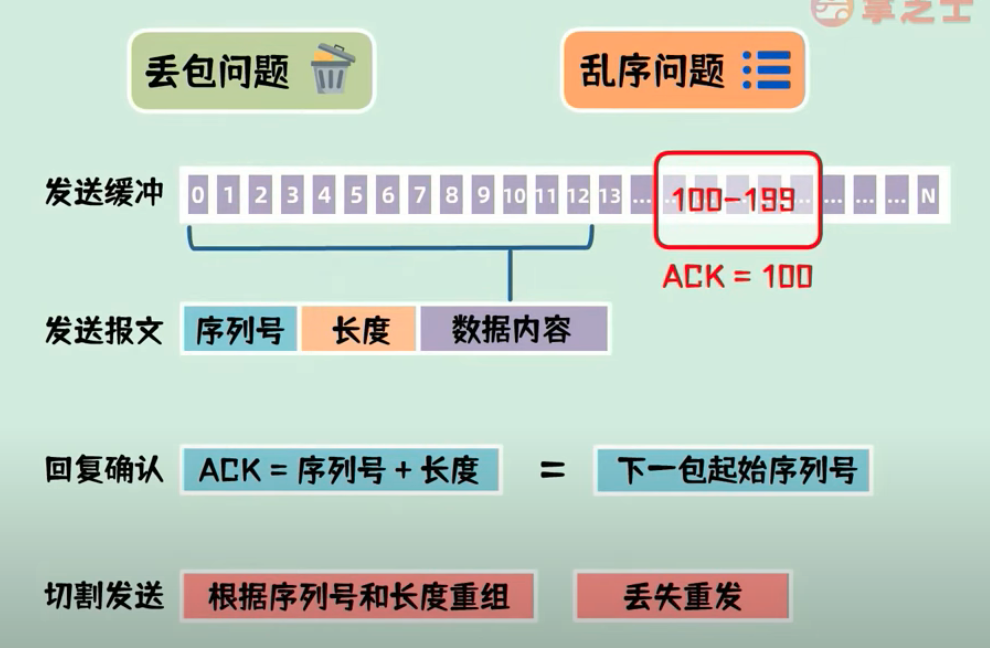 拿之士
丢包问题
乱序问题
发送缓冲 0 1 2 3 4 5 6 7 8 9 10 11 12 13 ... 100-199 ... ... ... N
ACK = 100
发送报文 序列号 长度 数据内容
回复确认 ACK = 序列号 + 长度 = 下一包起始序列号
切割发送 根据序列号和长度重组 丢失重发